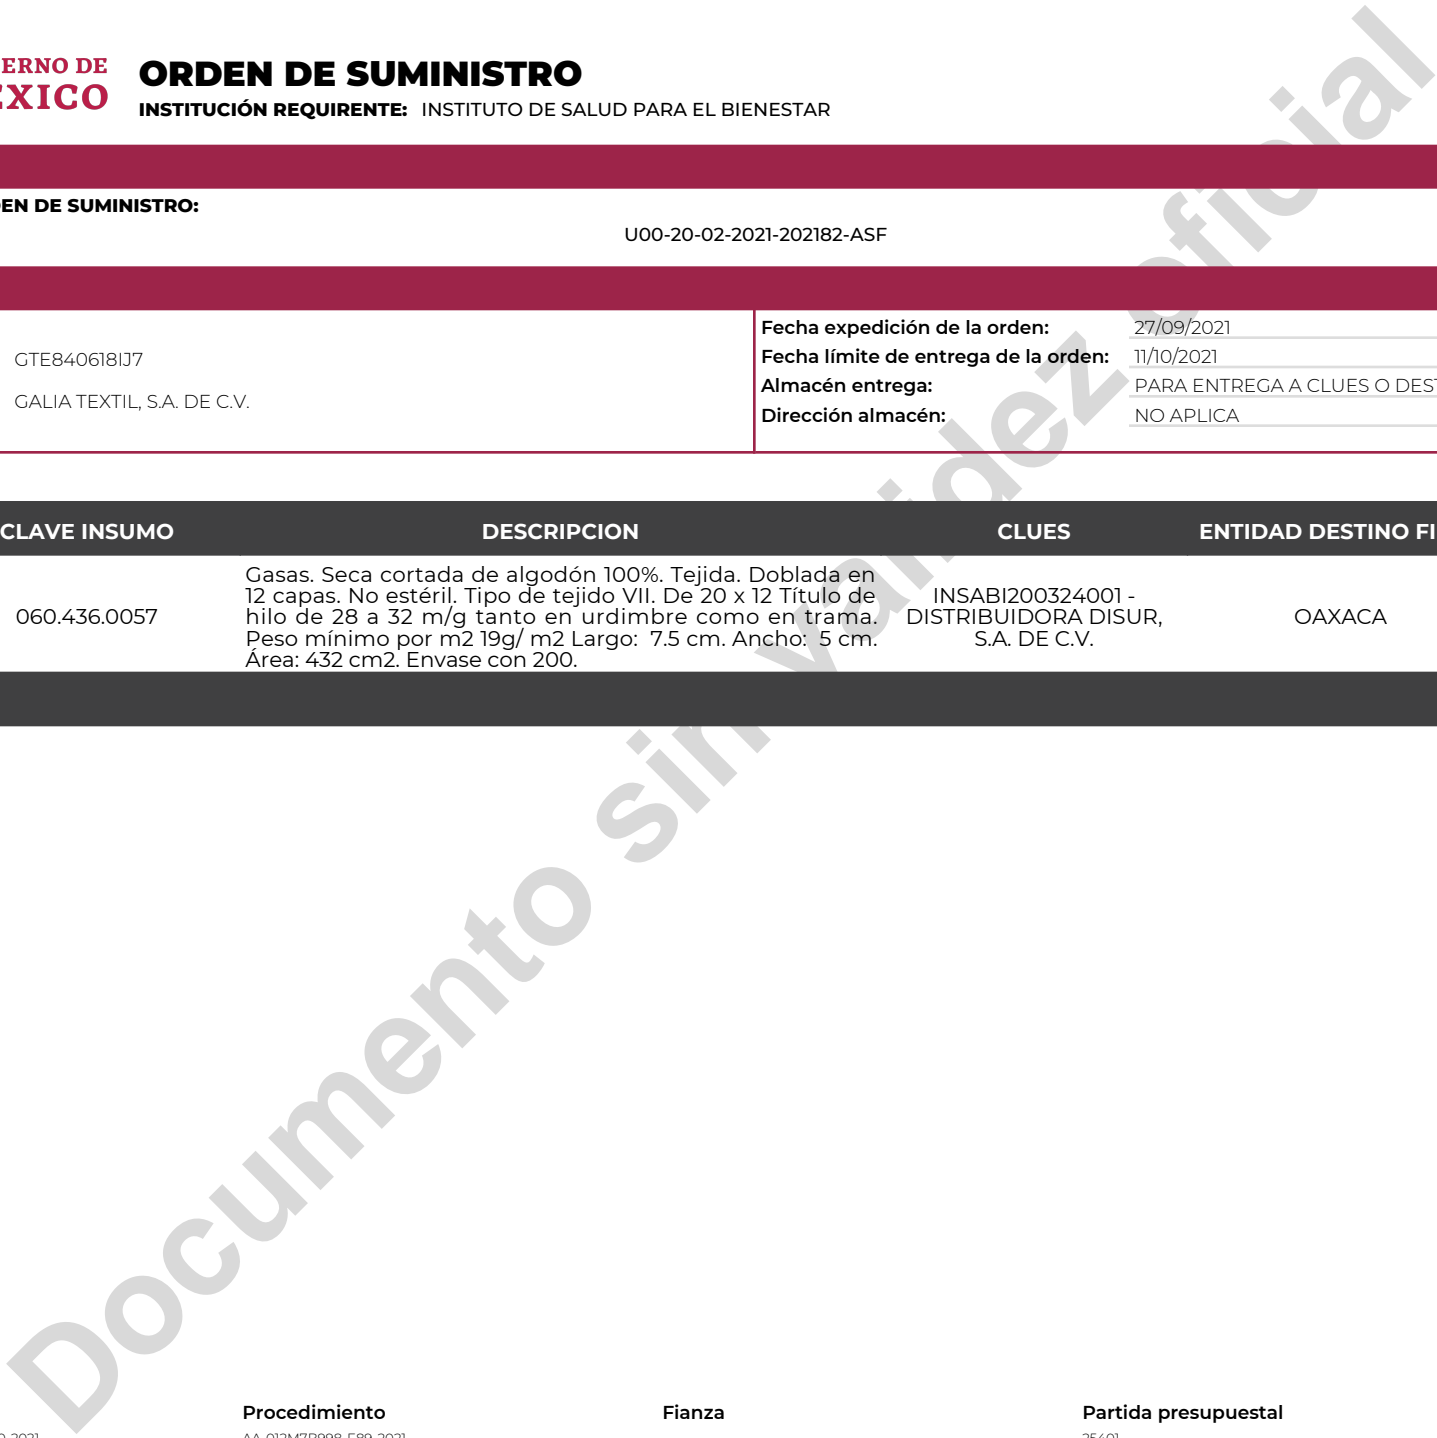 ERNO DE
ÉXICO
ORDEN DE SUMINISTRO
INSTITUCIÓN REQUIRENTE: INSTITUTO DE SALUD PARA EL BIENESTAR
EN DE SUMINISTRO:
U00-20-02-2021-202182-ASF
GTE840618IJ7
GALIA TEXTIL, S.A. DE C.V.
Fecha expedición de la orden: 27/09/2021
Fecha límite de entrega de la orden: 11/10/2021
Almacén entrega: PARA ENTREGA A CLUES O DEST
Dirección almacén: NO APLICA
CLAVE INSUMO DESCRIPCION CLUES ENTIDAD DESTINO FI
060.436.0057
Gasas. Seca cortada de algodón 100%. Tejida. Doblada en
12 capas. No estéril. Tipo de tejido VII. De 20 x 12 Título de
hilo de 28 a 32 m/g tanto en urdimbre como en trama.
Peso mínimo por m2 19g/ m2 Largo: 7.5 cm. Ancho: 5 cm.
Área: 432 cm2. Envase con 200.
INSABI200324001 -
DISTRIBUIDORA DISUR,
S.A. DE C.V.
OAXACA
Documento sin validez oficial
Procedimiento Fianza Partida presupuestal